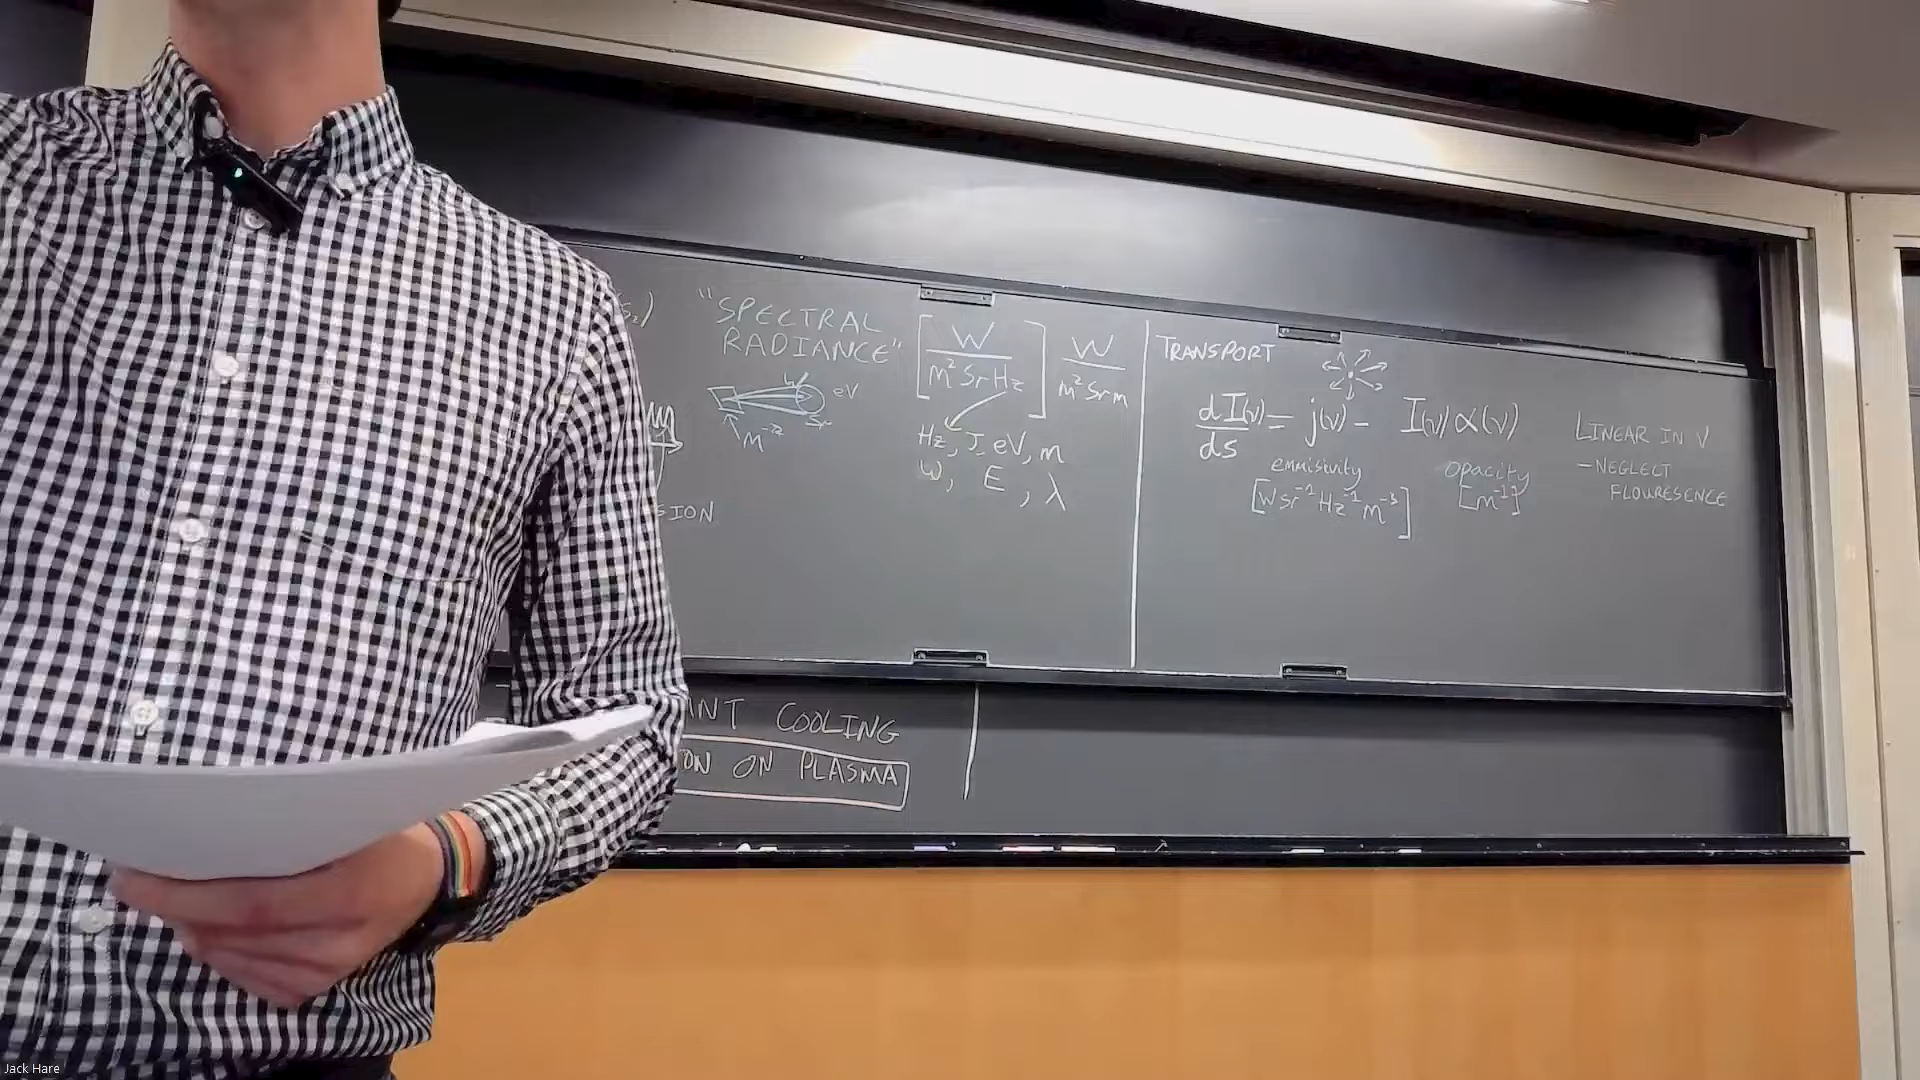 "SPECTRAL
RADIANCE"
[W / m² Sr Hz]
W / m² Sr m
eV
Sr
m⁻²
Hz, J, eV, m
ω, E, λ
SION
TRANSPORT
dI(ν)/ds = j(ν) - I(ν) α(ν)
emmisivity
[W Sr⁻¹ Hz⁻¹ m⁻³]
opacity
[m⁻¹]
LINEAR IN ν
-NEGLECT
FLOURESENCE
ANT COOLING
ON ON PLASMA
Jack Hare